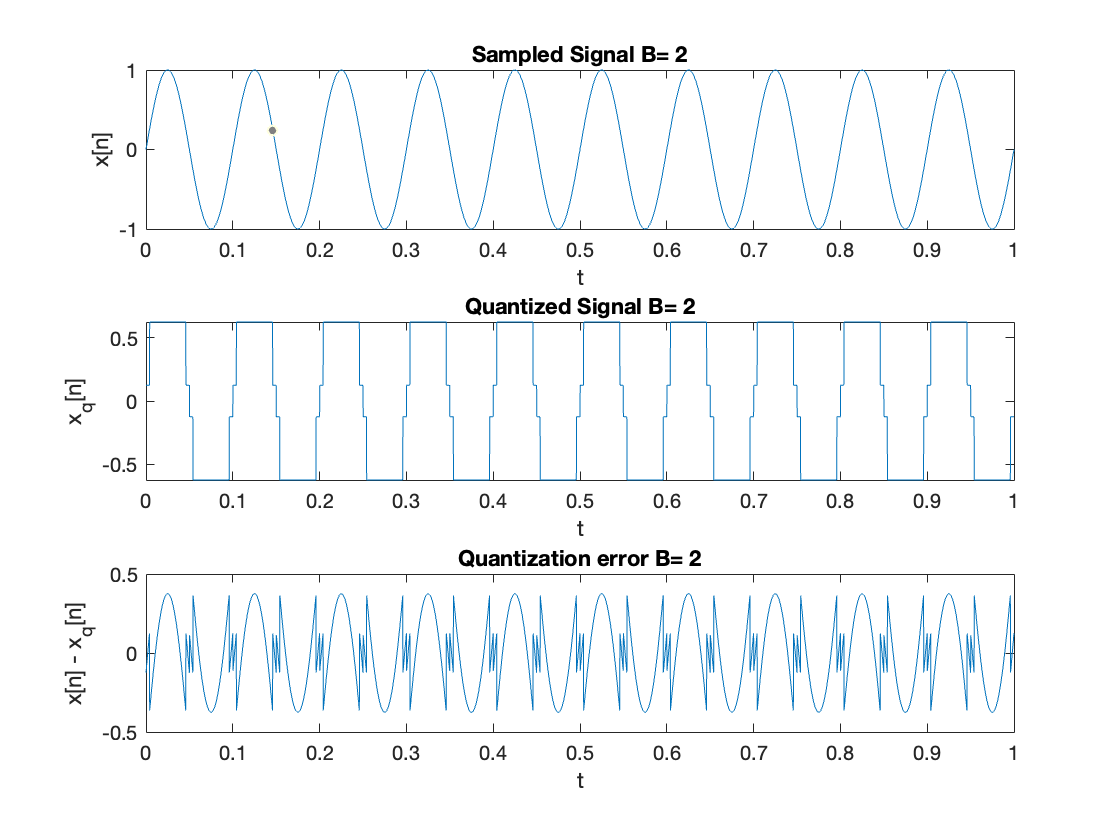 Sampled Signal B= 2
x[n]
1
0
-1
0 0.1 0.2 0.3 0.4 0.5 0.6 0.7 0.8 0.9 1
t
Quantized Signal B= 2
x_q[n]
0.5
0
-0.5
0 0.1 0.2 0.3 0.4 0.5 0.6 0.7 0.8 0.9 1
t
Quantization error B= 2
x[n] - x_q[n]
0.5
0
-0.5
0 0.1 0.2 0.3 0.4 0.5 0.6 0.7 0.8 0.9 1
t